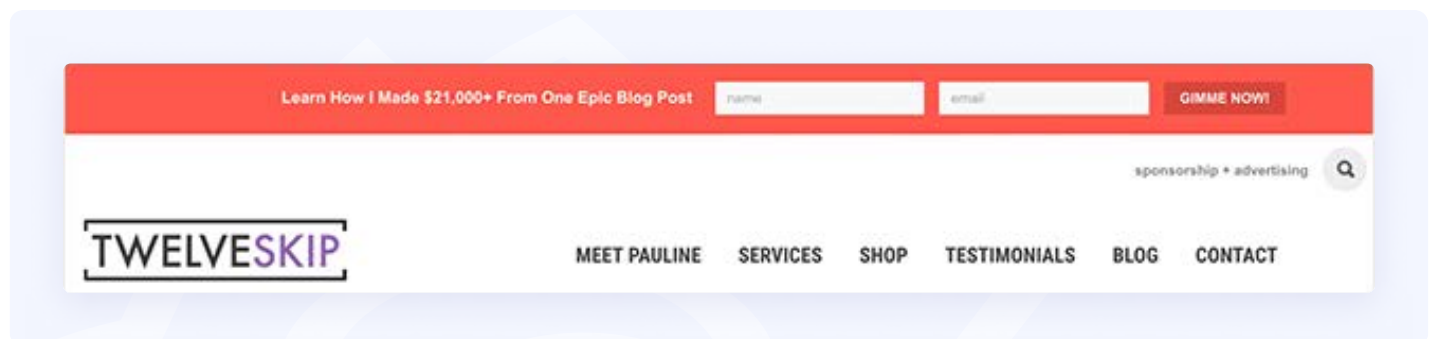 Learn How I Made $21,000+ From One Epic Blog Post name email GIMME NOW!
sponsorship + advertising
TWELVESKIP MEET PAULINE SERVICES SHOP TESTIMONIALS BLOG CONTACT